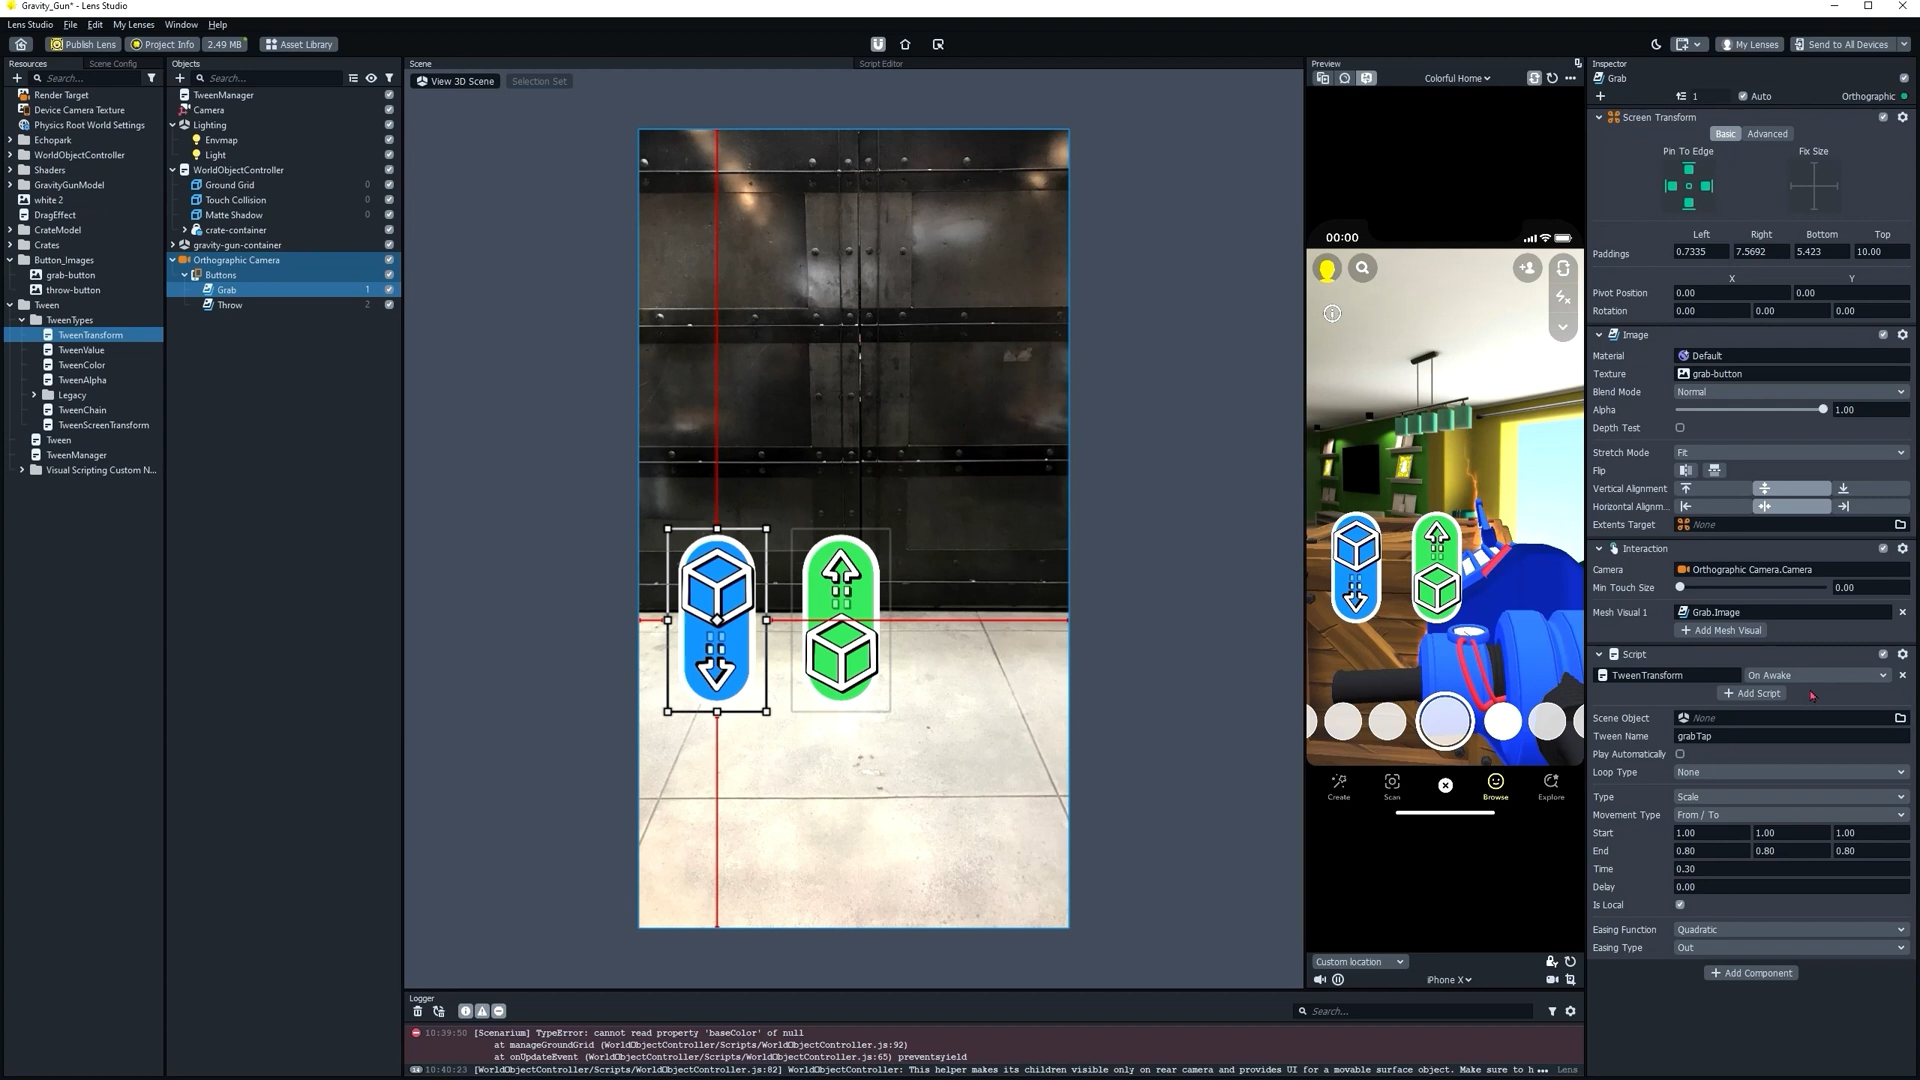 Gravity_Gun* - Lens Studio
Lens Studio File Edit My Lenses Window Help
Publish Lens Project Info 2.49 MB Asset Library My Lenses Send to All Devices
Resources Scene Config
Search...
Render Target
Device Camera Texture
Physics Root World Settings
Echopark
WorldObjectController
Shaders
GravityGunModel
white 2
DragEffect
CrateModel
Crates
Button_Images
grab-button
throw-button
Tween
TweenTypes
TweenTransform
TweenValue
TweenColor
TweenAlpha
Legacy
TweenChain
TweenScreenTransform
Tween
TweenManager
Visual Scripting Custom N...
Objects
Search...
TweenManager
Camera
Lighting
Envmap
Light
WorldObjectController
Ground Grid 0
Touch Collision 0
Matte Shadow 0
crate-container
gravity-gun-container
Orthographic Camera
Buttons
Grab 1
Throw 2
Scene Script Editor
View 3D Scene Selection Set
Preview
Colorful Home
00:00
Create Scan Browse Explore
Custom location
iPhone X
Logger
Search...
10:39:50 [Scenarium] TypeError: cannot read property 'baseColor' of null
at manageGroundGrid (WorldObjectController/Scripts/WorldObjectController.js:92)
at onUpdateEvent (WorldObjectController/Scripts/WorldObjectController.js:65) preventsyield
10:40:23 [WorldObjectController/Scripts/WorldObjectController.js:82] WorldObjectController: This helper makes its children visible only on rear camera and provides UI for a movable surface object. Make sure to h ... Lens
Inspector
Grab
1 Auto Orthographic
Screen Transform
Basic Advanced
Pin To Edge Fix Size
Left Right Bottom Top
Paddings 0.7335 7.5692 5.423 10.00
X Y
Pivot Position 0.00 0.00
Rotation 0.00 0.00 0.00
Image
Material Default
Texture grab-button
Blend Mode Normal
Alpha 1.00
Depth Test
Stretch Mode Fit
Flip
Vertical Alignment
Horizontal Alignm...
Extents Target None
Interaction
Camera Orthographic Camera.Camera
Min Touch Size 0.00
Mesh Visual 1 Grab.Image
+ Add Mesh Visual
Script
TweenTransform On Awake
+ Add Script
Scene Object None
Tween Name grabTap
Play Automatically
Loop Type None
Type Scale
Movement Type From / To
Start 1.00 1.00 1.00
End 0.80 0.80 0.80
Time 0.30
Delay 0.00
Is Local
Easing Function Quadratic
Easing Type Out
+ Add Component